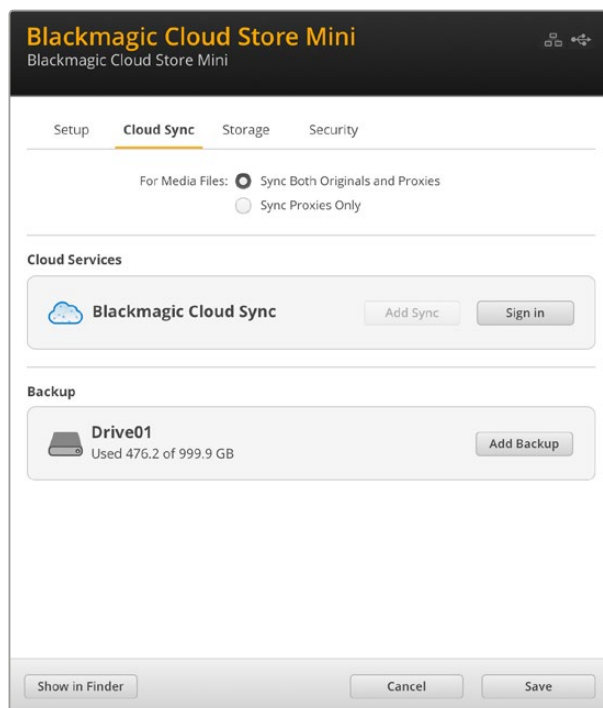 Blackmagic Cloud Store Mini
Blackmagic Cloud Store Mini
Setup Cloud Sync Storage Security
For Media Files: Sync Both Originals and Proxies
Sync Proxies Only
Cloud Services
Blackmagic Cloud Sync Add Sync Sign in
Backup
Drive01
Used 476.2 of 999.9 GB
Add Backup
Show in Finder Cancel Save